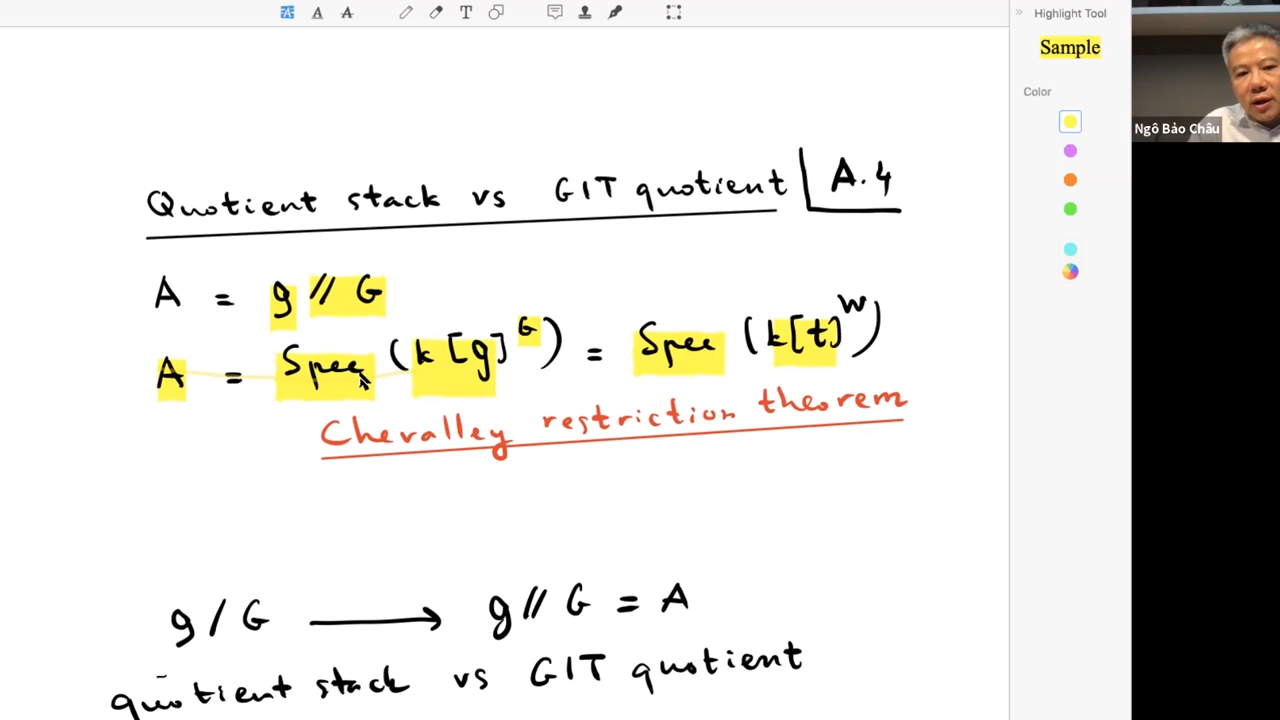 Highlight Tool
Sample
Color
Ngô Bảo Châu
Quotient stack vs GIT quotient A.4
A = g // G
A = Spec (k[g]^G) = Spec (k[t]^W)
Chevalley restriction theorem
g / G ⟶ g // G = A
quotient stack vs GIT quotient